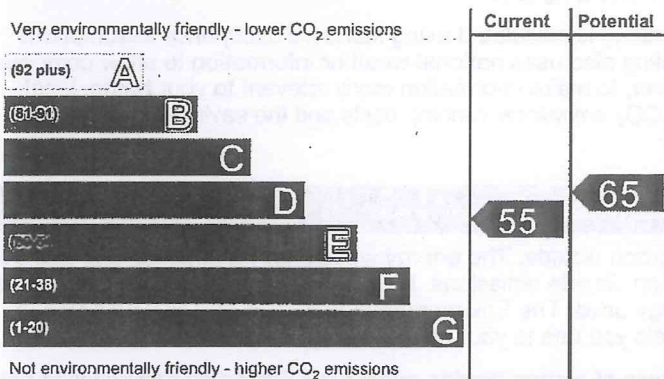 Very environmentally friendly - lower CO₂ emissions
Current
Potential
(92 plus) A
(81-91) B
C
D
E
(21-38) F
(1-20) G
55
65
Not environmentally friendly - higher CO₂ emissions